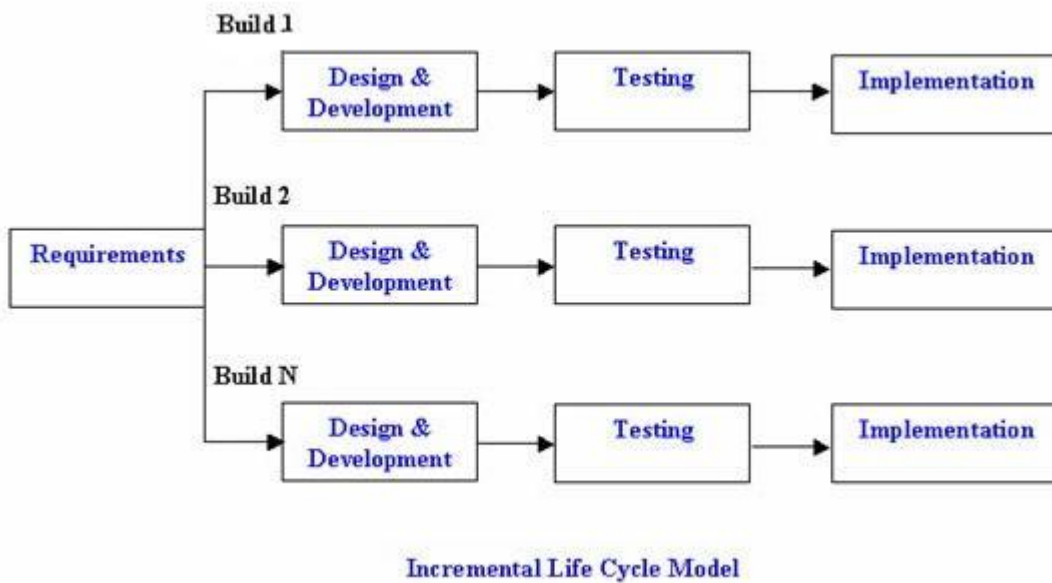 Build 1
Design &
Development
Testing
Implementation
Build 2
Requirements
Design &
Development
Testing
Implementation
Build N
Design &
Development
Testing
Implementation
Incremental Life Cycle Model